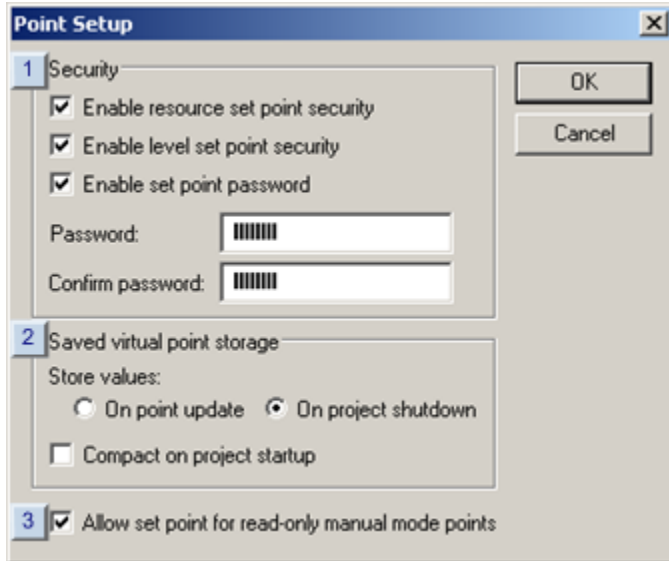 Point Setup
1 Security
Enable resource set point security
Enable level set point security
Enable set point password
Password:
Confirm password:
OK
Cancel
2 Saved virtual point storage
Store values:
On point update On project shutdown
Compact on project startup
3 Allow set point for read-only manual mode points